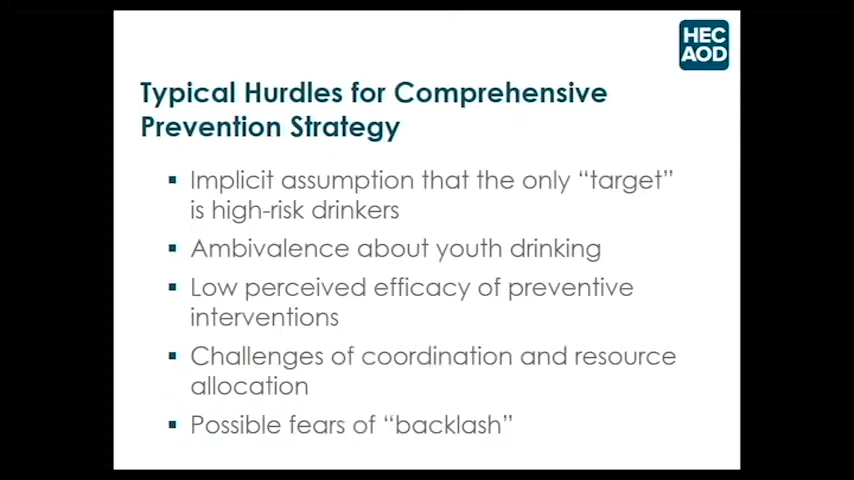 HEC
AOD
Typical Hurdles for Comprehensive
Prevention Strategy
▪ Implicit assumption that the only “target”
is high-risk drinkers
▪ Ambivalence about youth drinking
▪ Low perceived efficacy of preventive
interventions
▪ Challenges of coordination and resource
allocation
▪ Possible fears of “backlash”